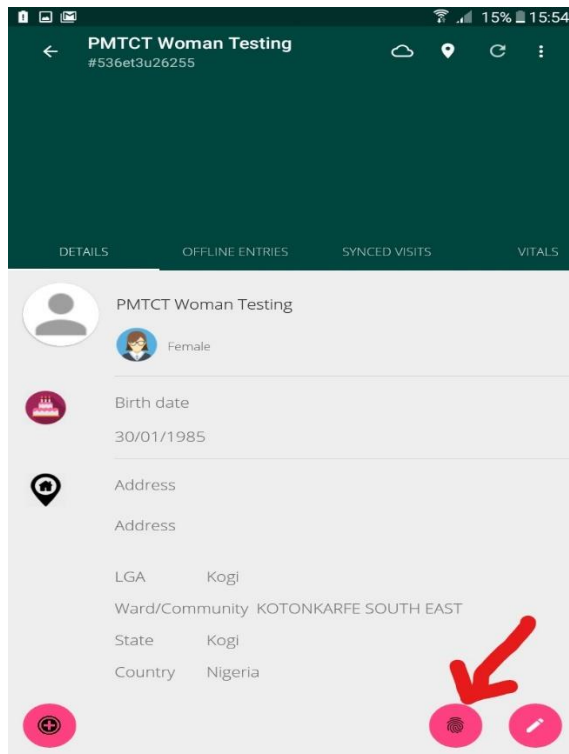 15% 15:54
PMTCT Woman Testing
#536et3u26255
DETAILS OFFLINE ENTRIES SYNCED VISITS VITALS
PMTCT Woman Testing
Female
Birth date
30/01/1985
Address
Address
LGA Kogi
Ward/Community KOTONKARFE SOUTH EAST
State Kogi
Country Nigeria